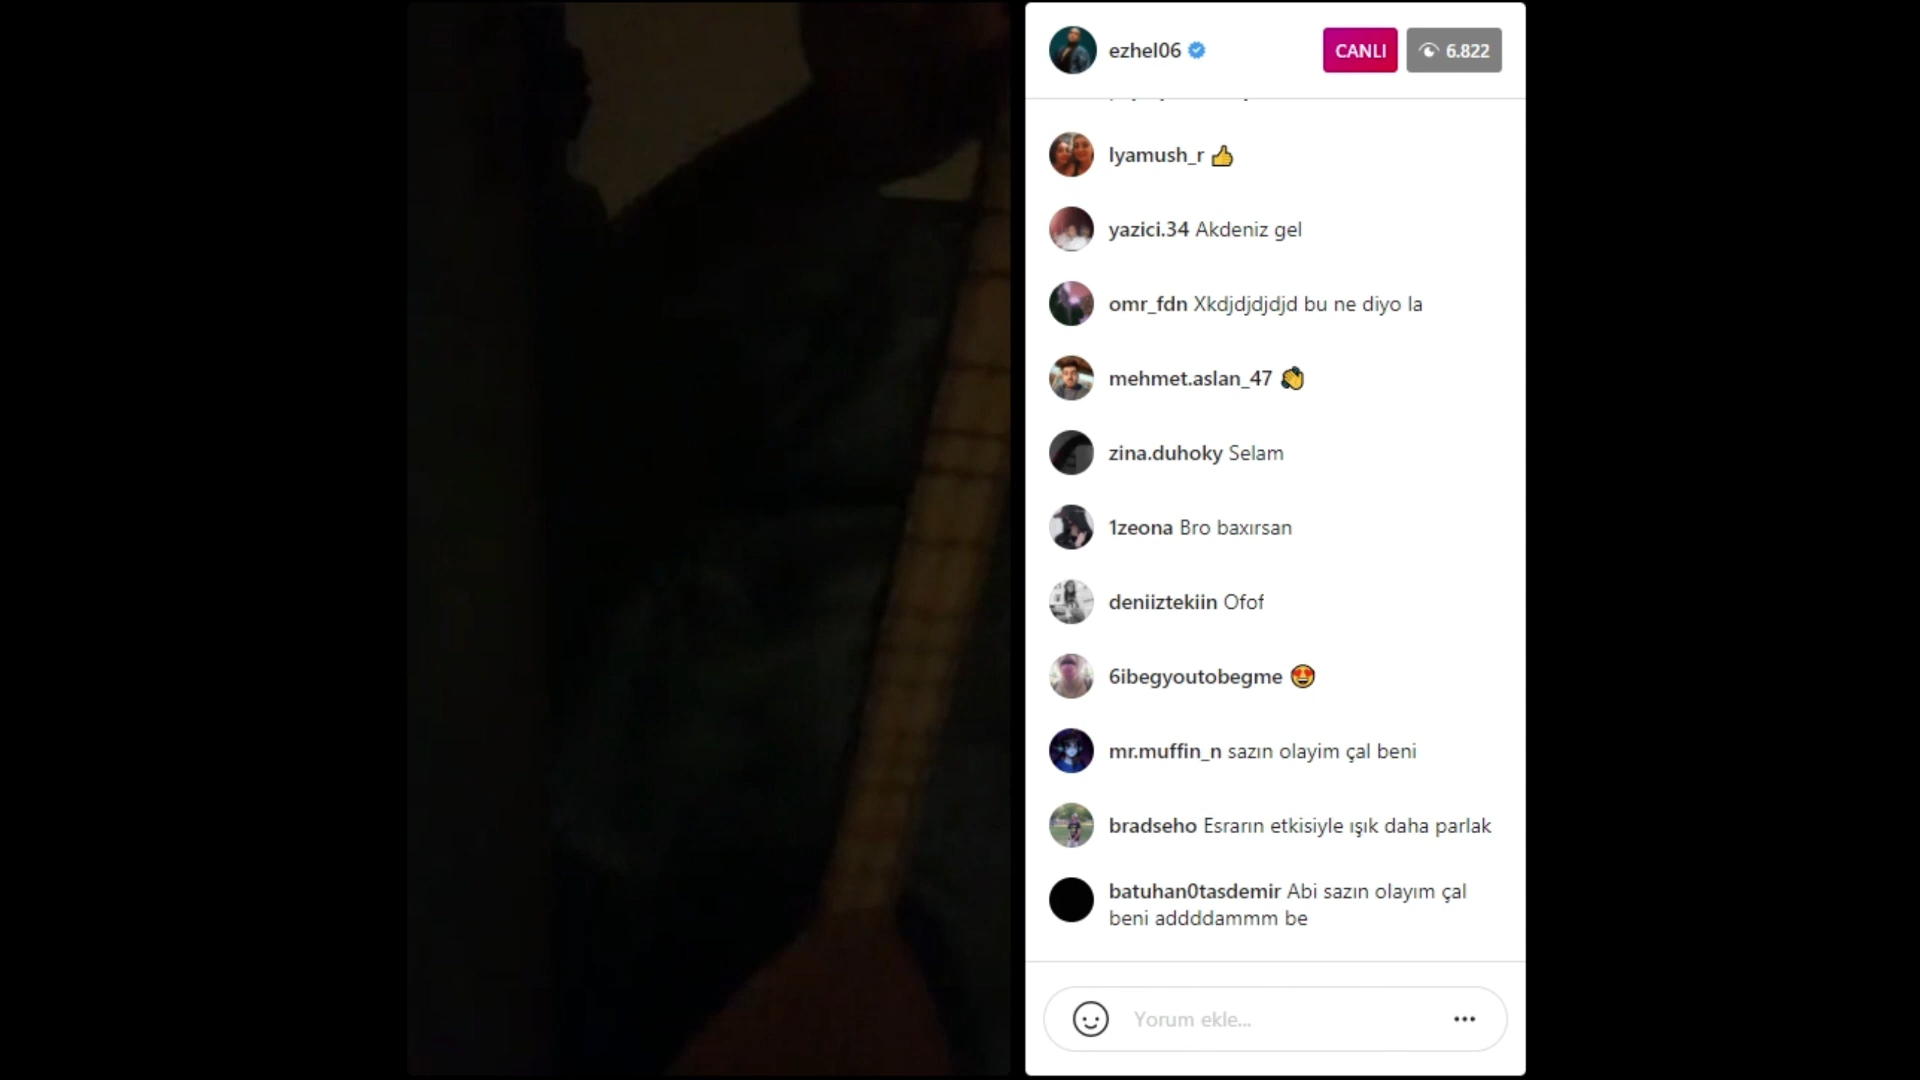 ezhel06
CANLI
6.822
lyamush_r 👍
yazici.34 Akdeniz gel
omr_fdn Xkdjdjdjdjd bu ne diyo la
mehmet.aslan_47 👏
zina.duhoky Selam
1zeona Bro baxırsan
deniiztekiin Ofof
6ibegyoutobegme 😍
mr.muffin_n sazın olayim çal beni
bradseho Esrarın etkisiyle ışık daha parlak
batuhan0tasdemir Abi sazın olayım çal
beni addddammm be
Yorum ekle...